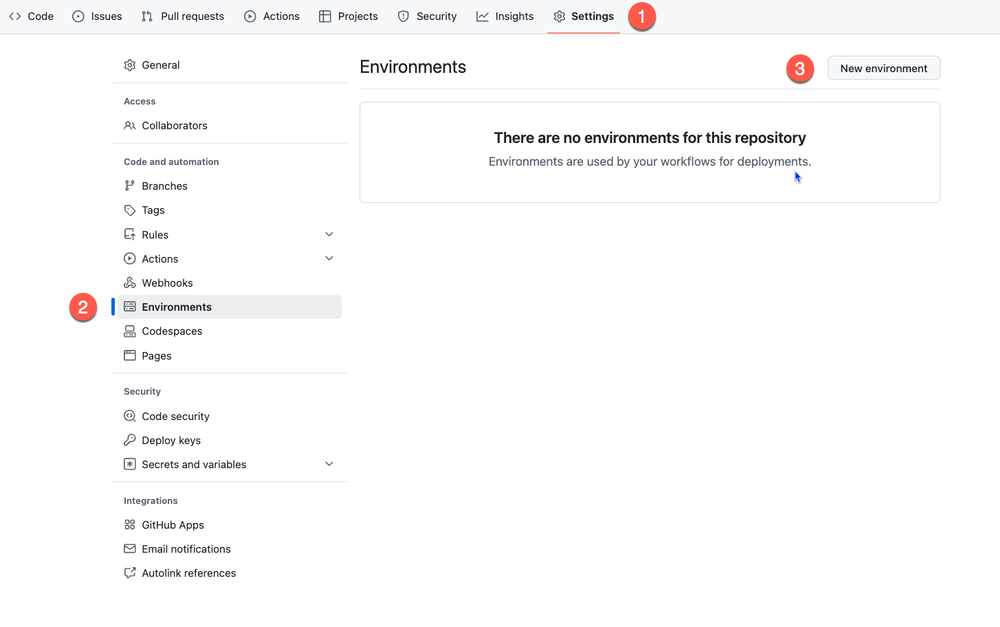 Code Issues Pull requests Actions Projects Security Insights Settings 1
General
Access
Collaborators
Code and automation
Branches
Tags
Rules
Actions
Webhooks
2 Environments
Codespaces
Pages
Security
Code security
Deploy keys
Secrets and variables
Integrations
GitHub Apps
Email notifications
Autolink references
Environments 3 New environment
There are no environments for this repository
Environments are used by your workflows for deployments.